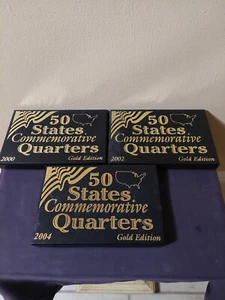 50
States
Commemorative
Quarters
2000
Gold Edition
50
States
Commemorative
Quarters
2002
Gold Edition
50
States
Commemorative
Quarters
2004
Gold Edition